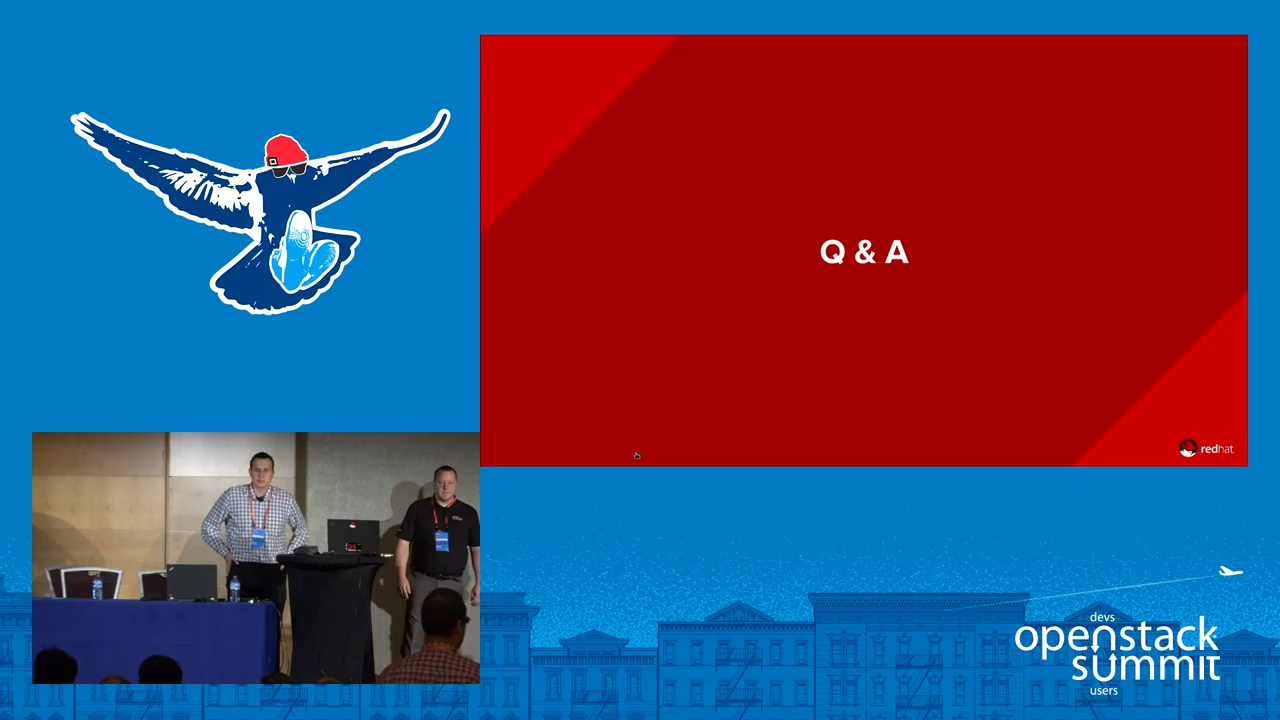 Q & A
redhat.
devs
openstack
summit
users